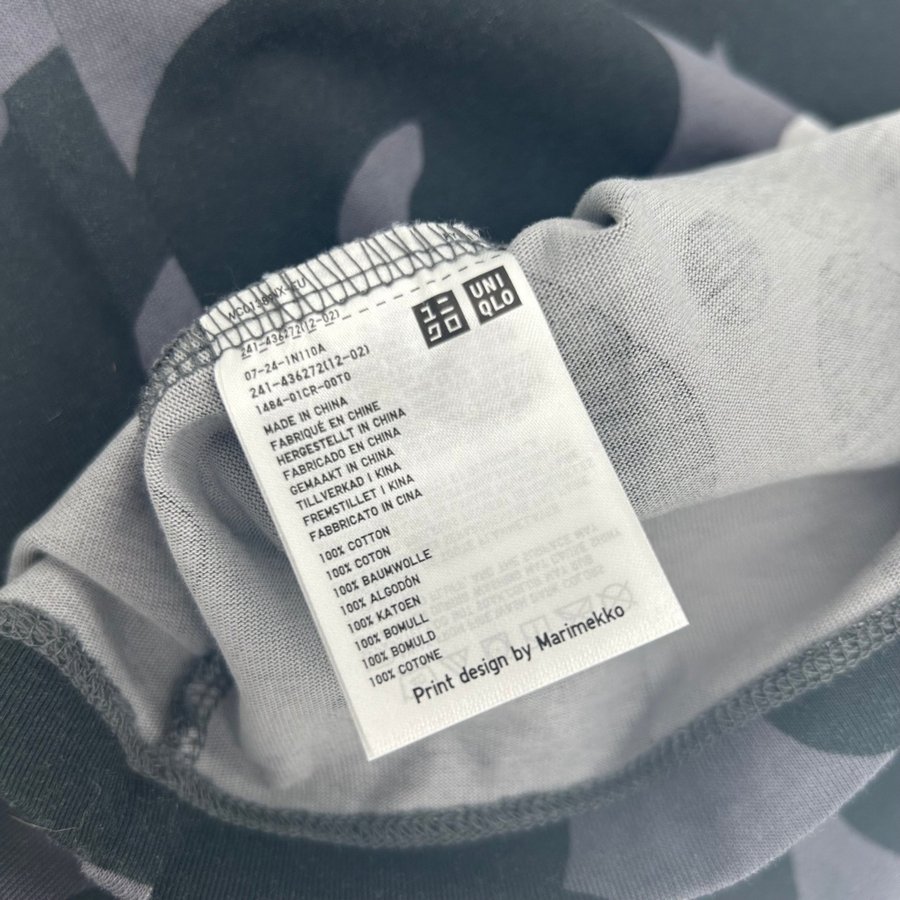 241-436272(12-02)
ユニ
クロ
UNI
QLO
07-24-1N110A
241-436272(12-02)
1484-01CR-00T0
MADE IN CHINA
FABRIQUÉ EN CHINE
HERGESTELLT IN CHINA
FABRICADO EN CHINA
GEMAAKT IN CHINA
TILLVERKAD I KINA
FREMSTILLET I KINA
FABBRICATO IN CINA
100% COTTON
100% COTON
100% BAUMWOLLE
100% ALGODÓN
100% KATOEN
100% BOMULL
100% BOMULD
100% COTONE
Print design by Marimekko